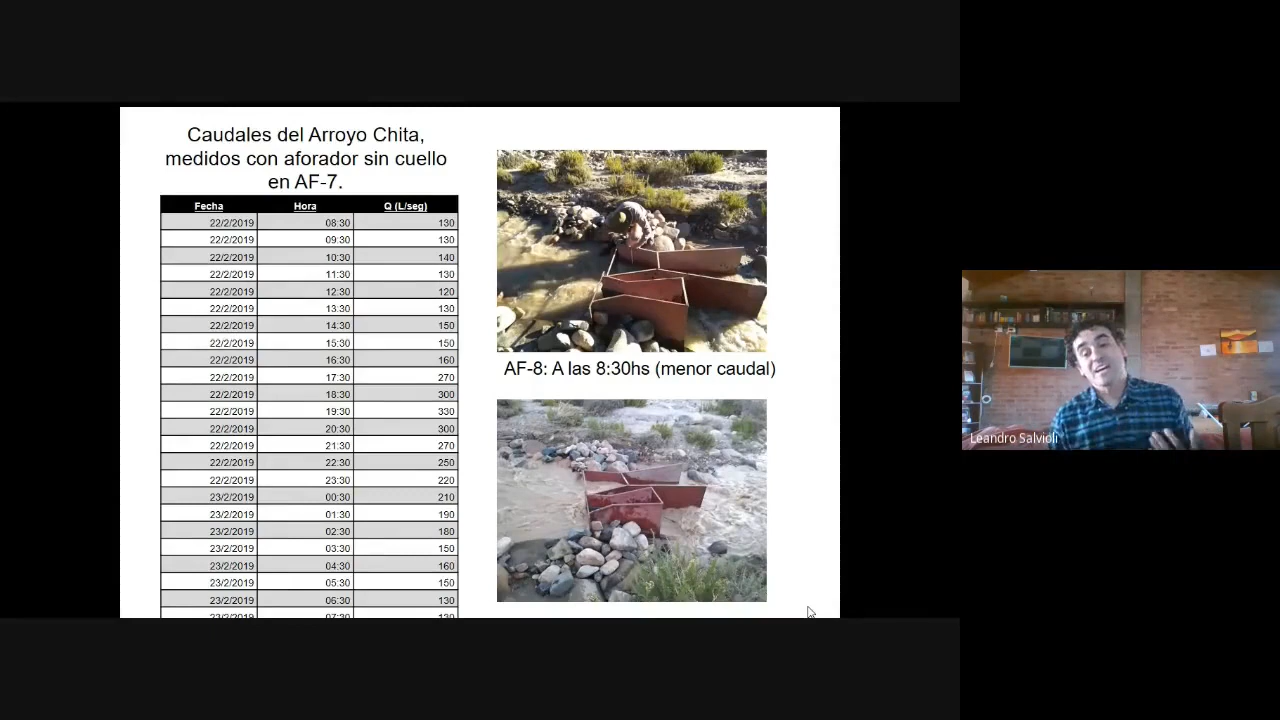 Caudales del Arroyo Chita,
medidos con aforador sin cuello
en AF-7.
Fecha Hora Q (L/seg)
22/2/2019 08:30 130
22/2/2019 09:30 130
22/2/2019 10:30 140
22/2/2019 11:30 130
22/2/2019 12:30 120
22/2/2019 13:30 130
22/2/2019 14:30 150
22/2/2019 15:30 150
22/2/2019 16:30 160
22/2/2019 17:30 270
22/2/2019 18:30 300
22/2/2019 19:30 330
22/2/2019 20:30 300
22/2/2019 21:30 270
22/2/2019 22:30 250
22/2/2019 23:30 220
23/2/2019 00:30 210
23/2/2019 01:30 190
23/2/2019 02:30 180
23/2/2019 03:30 150
23/2/2019 04:30 160
23/2/2019 05:30 150
23/2/2019 06:30 130
23/2/2019 07:30 130
AF-8: A las 8:30hs (menor caudal)
Leandro Salvioli